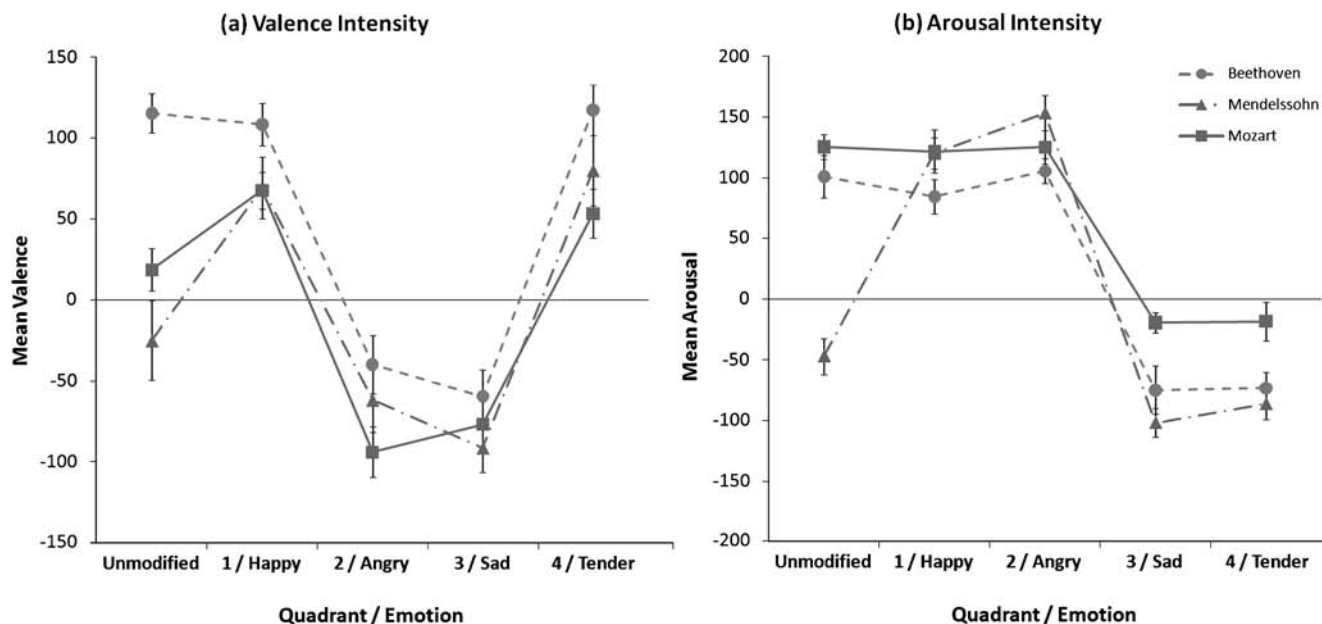 (a) Valence Intensity
150
100
50
0
-50
-100
-150
Mean Valence
Unmodified 1 / Happy 2 / Angry 3 / Sad 4 / Tender
Quadrant / Emotion
(b) Arousal Intensity
200
150
100
50
0
-50
-100
-150
-200
Mean Arousal
Beethoven
Mendelssohn
Mozart
Unmodified 1 / Happy 2 / Angry 3 / Sad 4 / Tender
Quadrant / Emotion